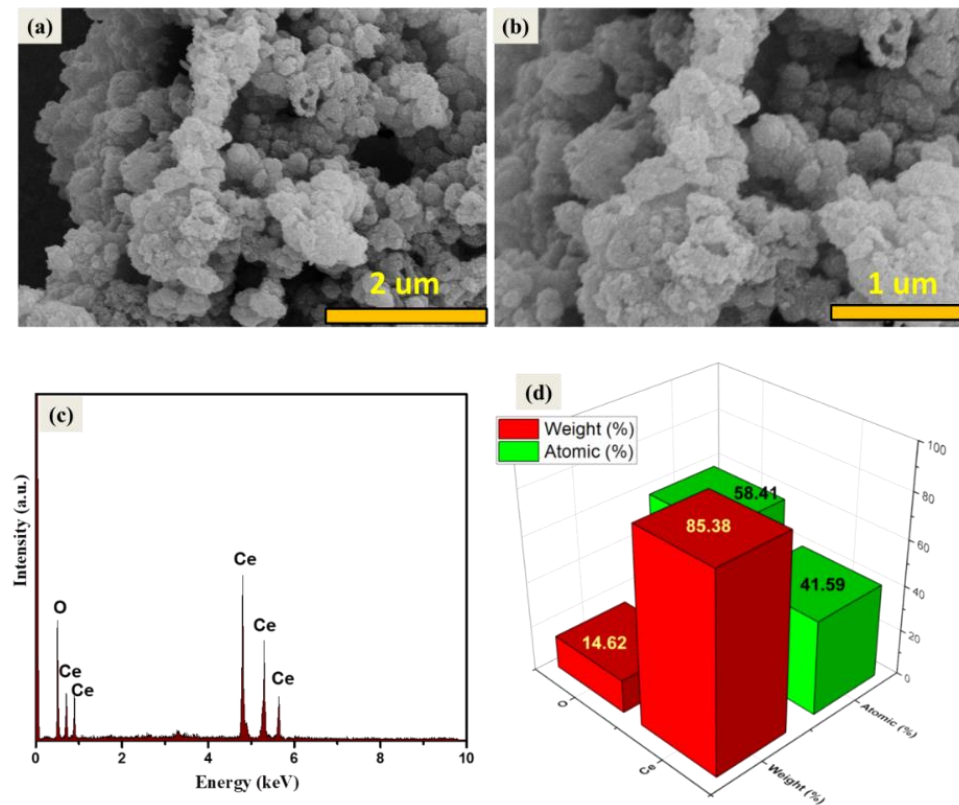 (a)
2 um
(b)
1 um
(c)
Intensity (a.u.)
O
Ce
Ce
Ce
Ce
Ce
0
2
4
6
8
10
Energy (keV)
(d)
Weight (%)
Atomic (%)
58.41
85.38
41.59
14.62
100
80
60
40
20
0
O
Ce
Weight (%)
Atomic (%)